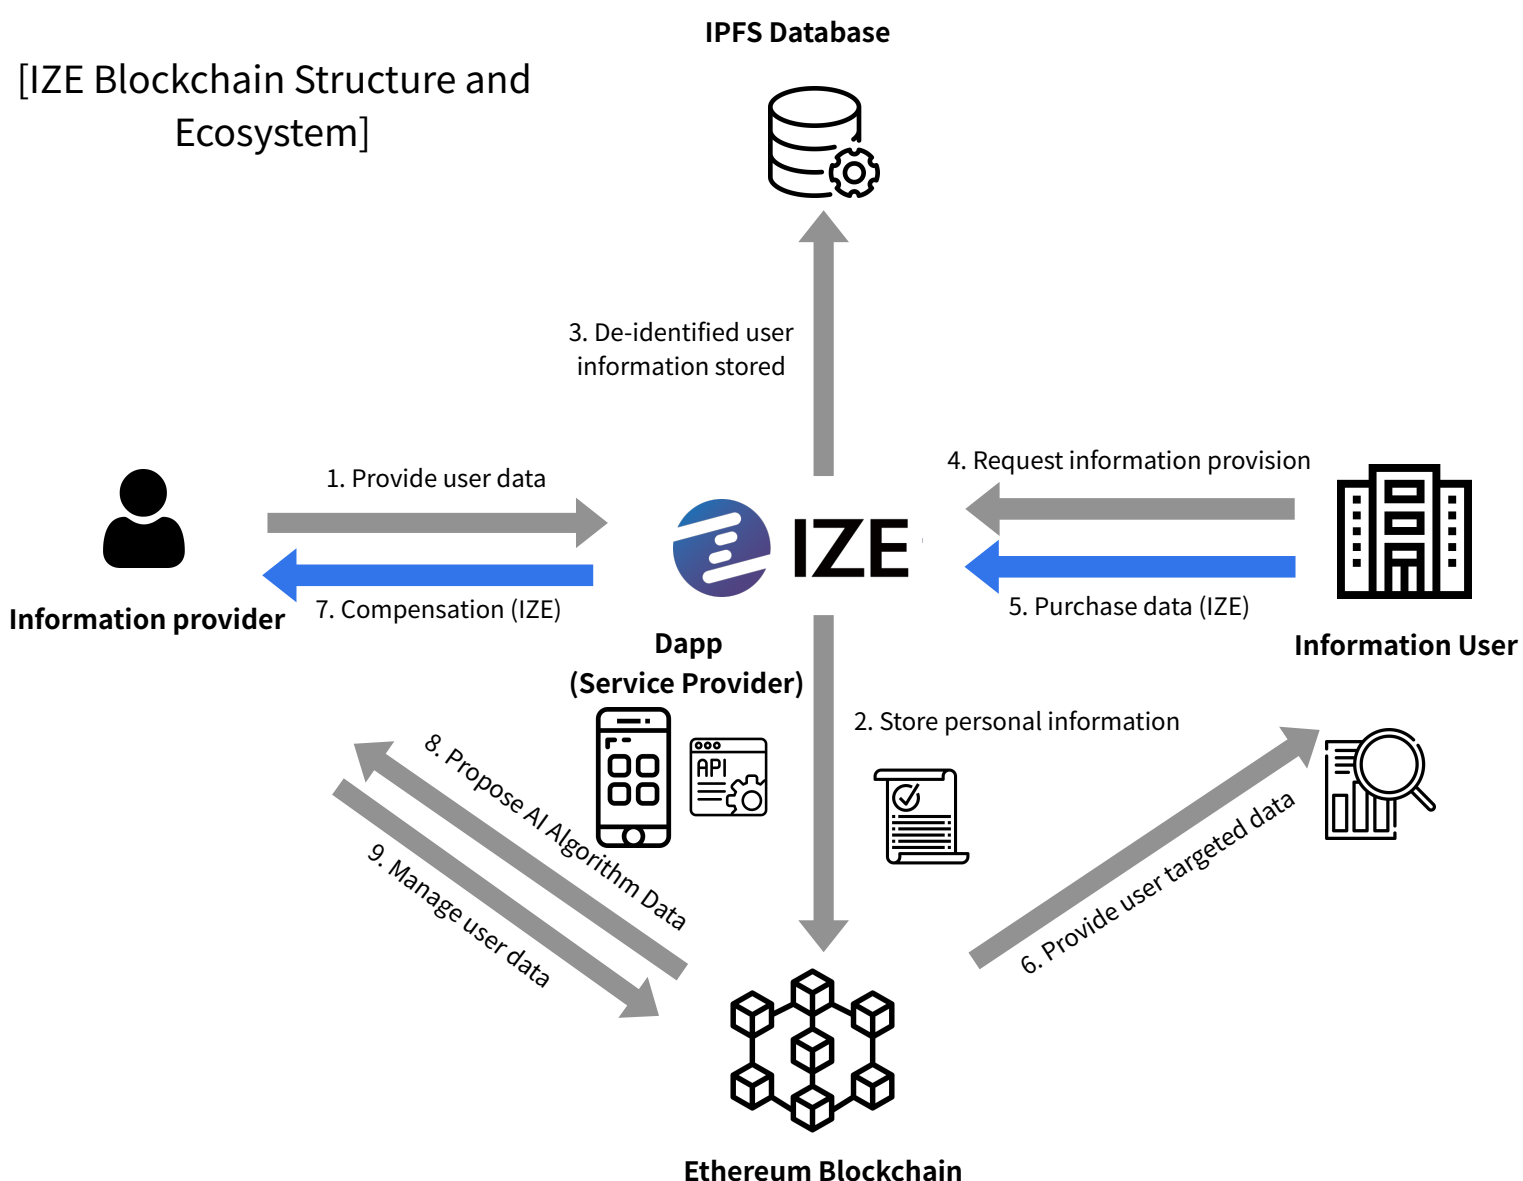 IPFS Database
[IZE Blockchain Structure and
Ecosystem]
3. De-identified user
information stored
4. Request information provision
1. Provide user data
IZE
7. Compensation (IZE)
5. Purchase data (IZE)
Information provider
Dapp
(Service Provider)
Information User
2. Store personal information
API
8. Propose AI Algorithm Data
9. Manage user data
6. Provide user targeted data
Ethereum Blockchain